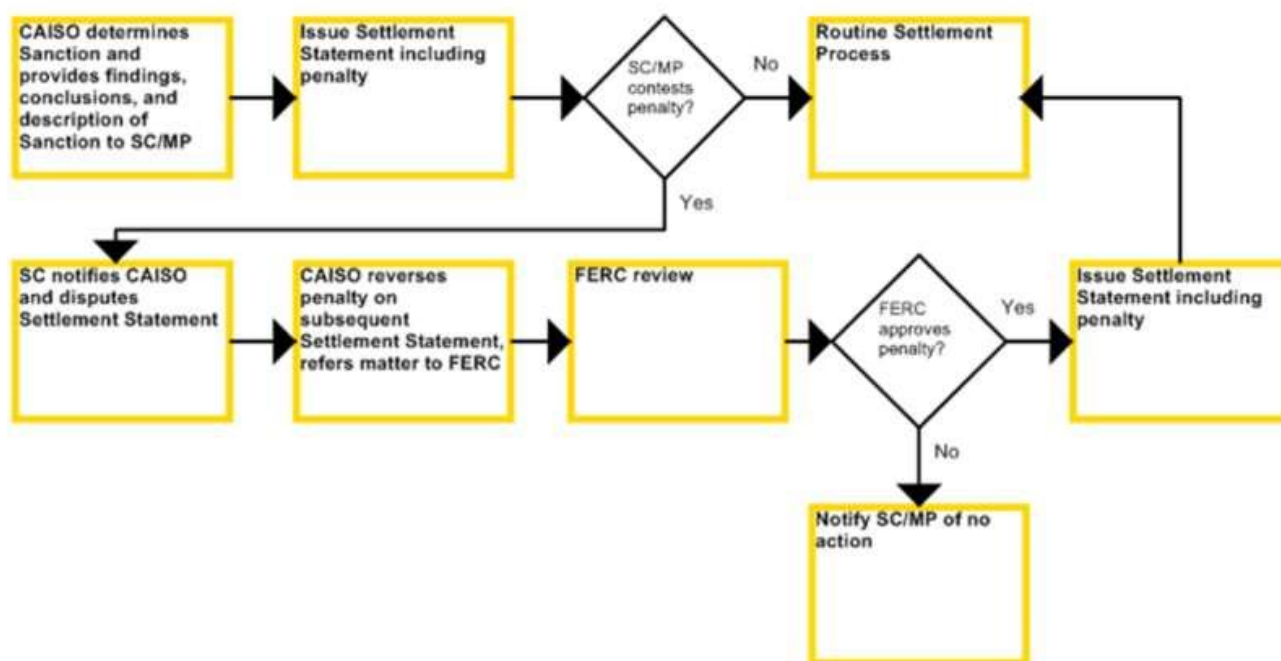 CAISO determines
Sanction and
provides findings,
conclusions, and
description of
Sanction to SC/MP
Issue Settlement
Statement including
penalty
SC/MP
contests
penalty?
No
Routine Settlement
Process
Yes
SC notifies CAISO
and disputes
Settlement Statement
CAISO reverses
penalty on
subsequent
Settlement Statement,
refers matter to FERC
FERC review
FERC
approves
penalty?
Yes
Issue Settlement
Statement including
penalty
No
Notify SC/MP of no
action